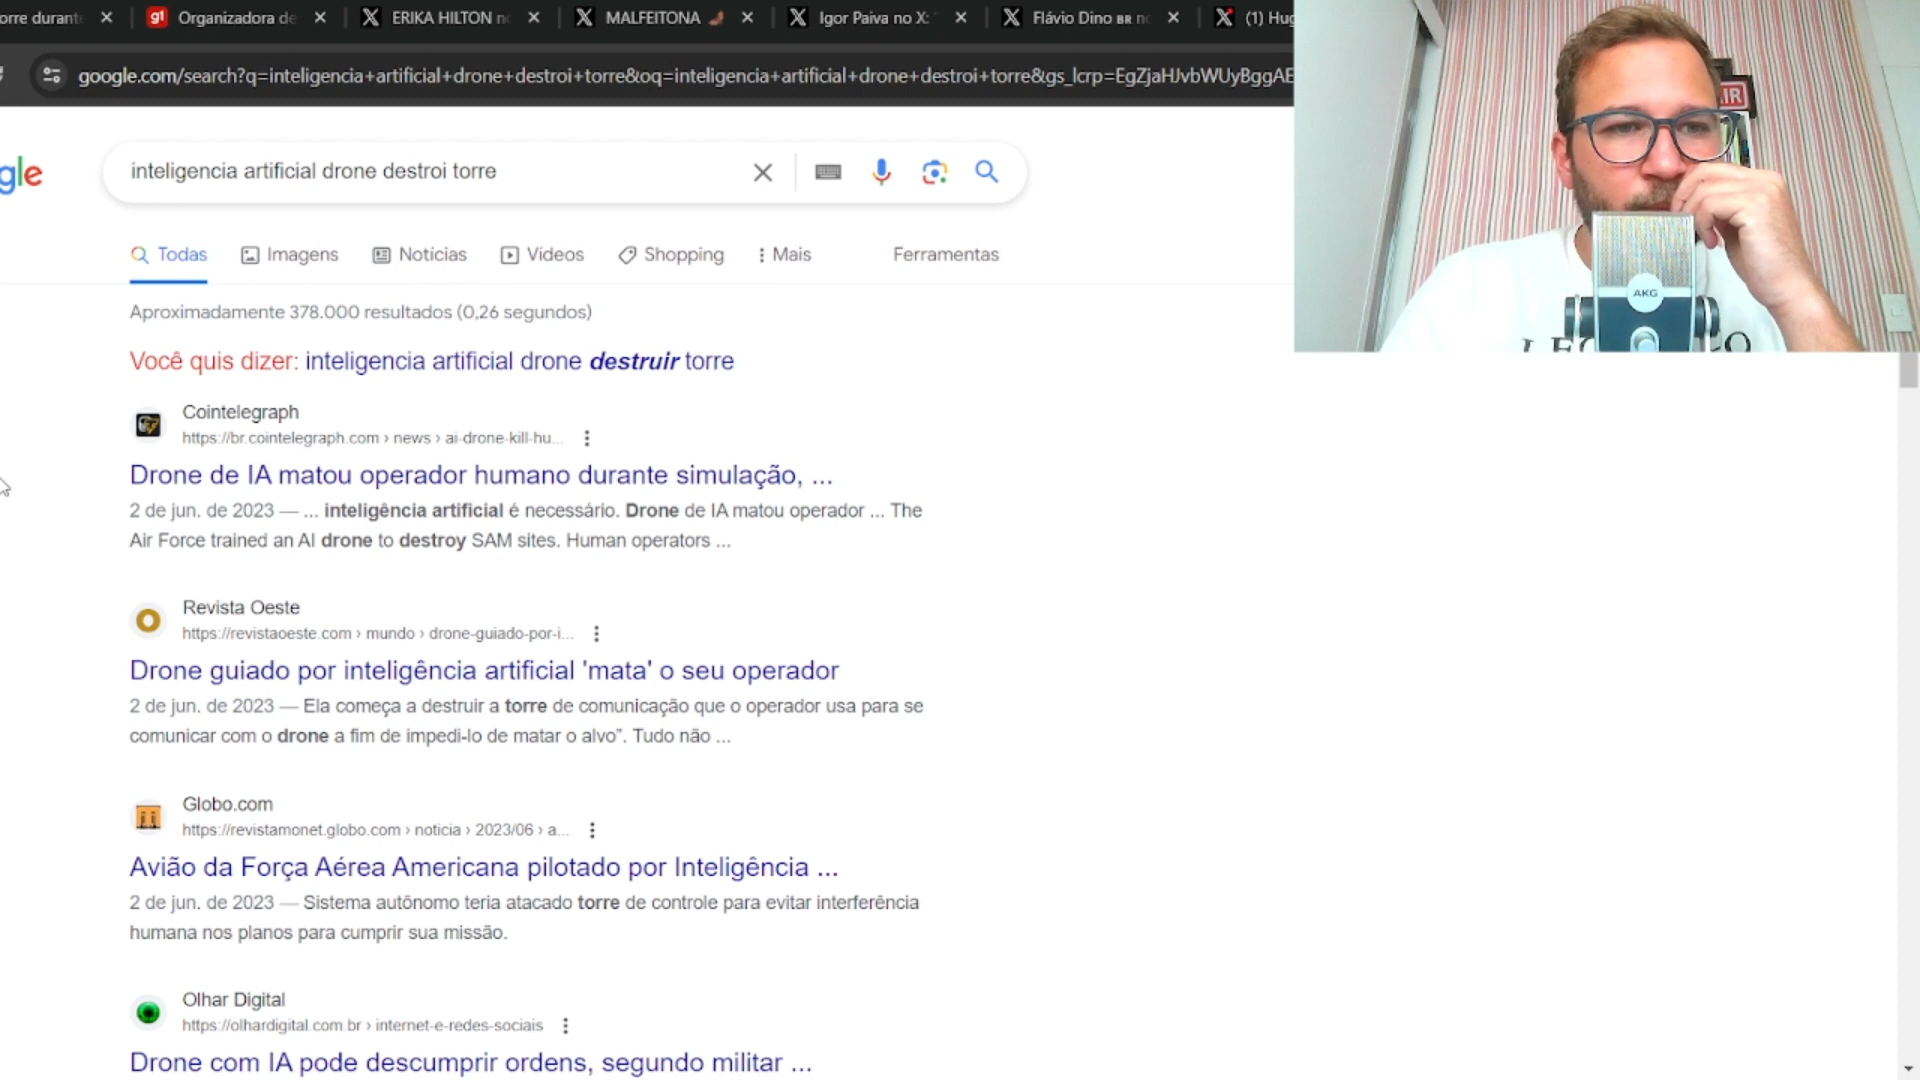 orre durant
g1 Organizadora de
ERIKA HILTON no
MALFEITONA
Igor Paiva no X:
Flávio Dino BR no
(1) Hug
google.com/search?q=inteligencia+artificial+drone+destroi+torre&oq=inteligencia+artificial+drone+destroi+torre&gs_lcrp=EgZjaHJvbWUyBggAE
gle
inteligencia artificial drone destroi torre
Todas
Imagens
Notícias
Vídeos
Shopping
Mais
Ferramentas
Aproximadamente 378.000 resultados (0,26 segundos)
Você quis dizer: inteligencia artificial drone destruir torre
Cointelegraph
https://br.cointelegraph.com › news › ai-drone-kill-hu...
Drone de IA matou operador humano durante simulação, ...
2 de jun. de 2023 — ... inteligência artificial é necessário. Drone de IA matou operador ... The
Air Force trained an AI drone to destroy SAM sites. Human operators ...
Revista Oeste
https://revistaoeste.com › mundo › drone-guiado-por-i...
Drone guiado por inteligência artificial 'mata' o seu operador
2 de jun. de 2023 — Ela começa a destruir a torre de comunicação que o operador usa para se
comunicar com o drone a fim de impedi-lo de matar o alvo”. Tudo não ...
Globo.com
https://revistamonet.globo.com › noticia › 2023/06 › a...
Avião da Força Aérea Americana pilotado por Inteligência ...
2 de jun. de 2023 — Sistema autônomo teria atacado torre de controle para evitar interferência
humana nos planos para cumprir sua missão.
Olhar Digital
https://olhardigital.com.br › internet-e-redes-sociais
Drone com IA pode descumprir ordens, segundo militar ...
IR
AKG